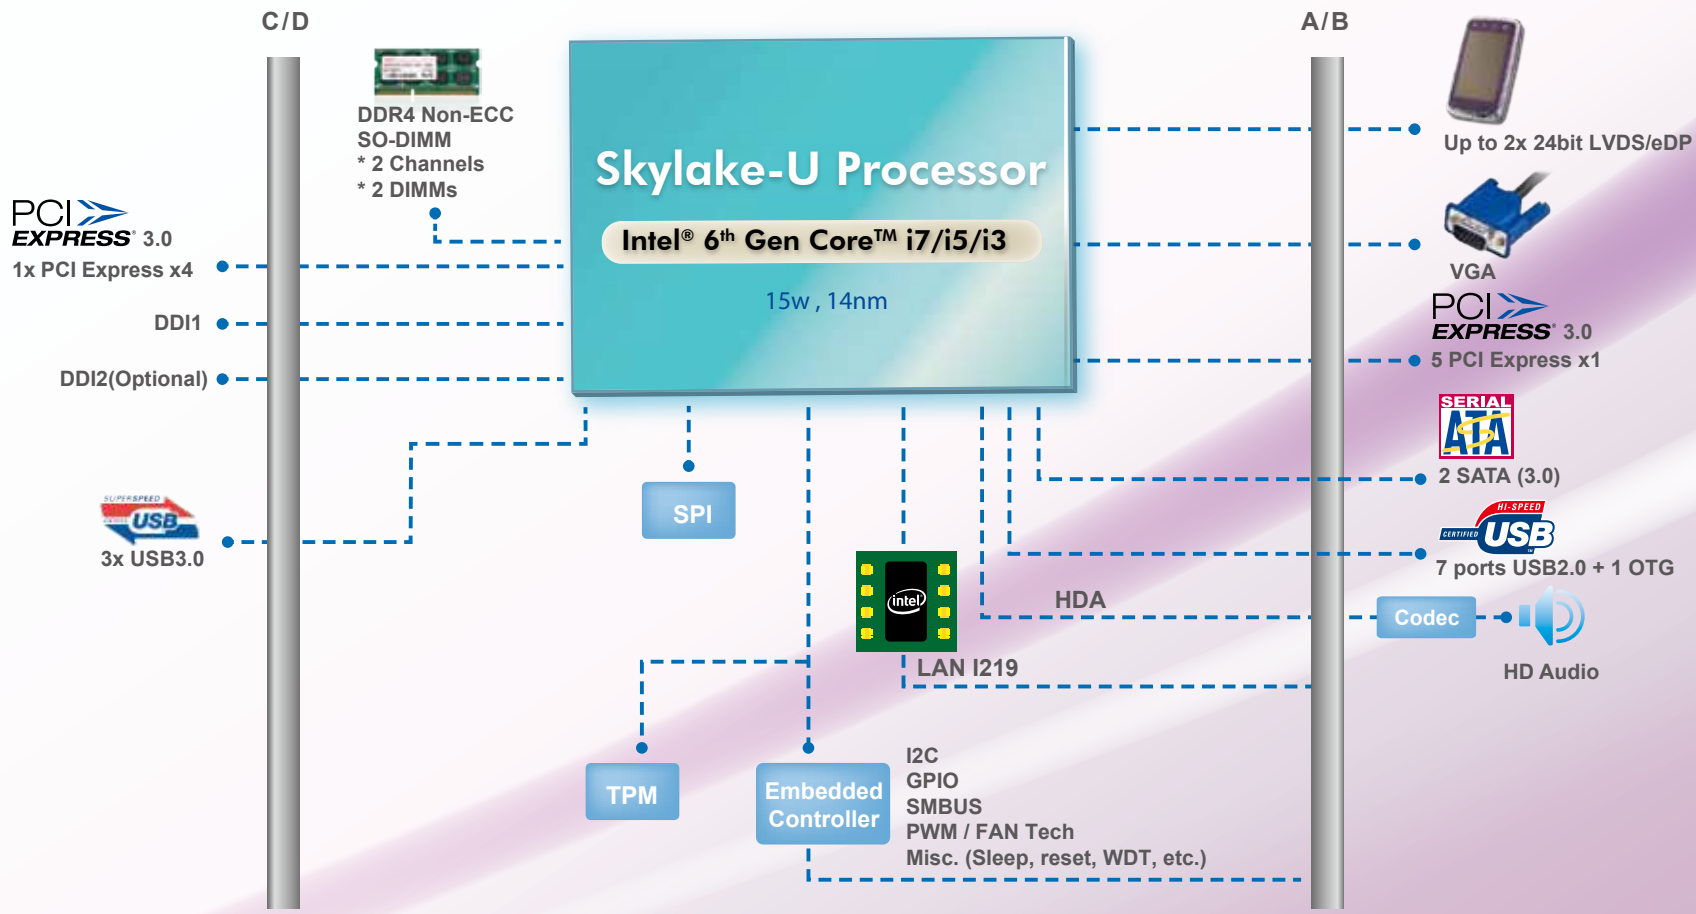 C/D
A/B
DDR4 Non-ECC
SO-DIMM
* 2 Channels
* 2 DIMMs
Skylake-U Processor
Intel® 6th Gen Core™ i7/i5/i3
15w , 14nm
PCI
EXPRESS® 3.0
1x PCI Express x4
DDI1
DDI2(Optional)
SUPERSPEED
CERTIFIED USB
3x USB3.0
Up to 2x 24bit LVDS/eDP
VGA
PCI
EXPRESS® 3.0
5 PCI Express x1
SERIAL
ATA
2 SATA (3.0)
HI-SPEED
CERTIFIED USB™
7 ports USB2.0 + 1 OTG
SPI
intel
LAN I219
HDA
Codec
HD Audio
TPM
Embedded
Controller
I2C
GPIO
SMBUS
PWM / FAN Tech
Misc. (Sleep, reset, WDT, etc.)